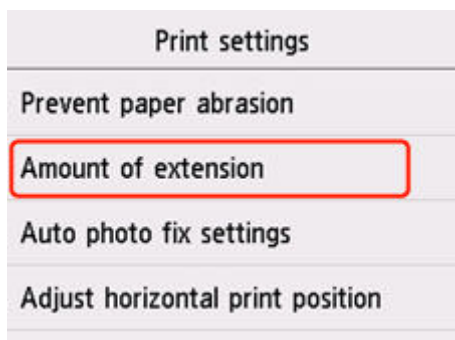 Print settings
Prevent paper abrasion
Amount of extension
Auto photo fix settings
Adjust horizontal print position